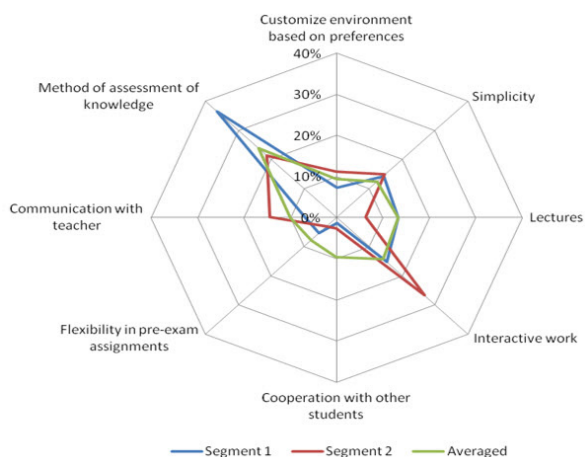 Customize environment
based on preferences
40%
30%
20%
10%
0%
Simplicity
Lectures
Interactive work
Cooperation with other
students
Flexibility in pre-exam
assignments
Communication with
teacher
Method of assessment of
knowledge
Segment 1
Segment 2
Averaged